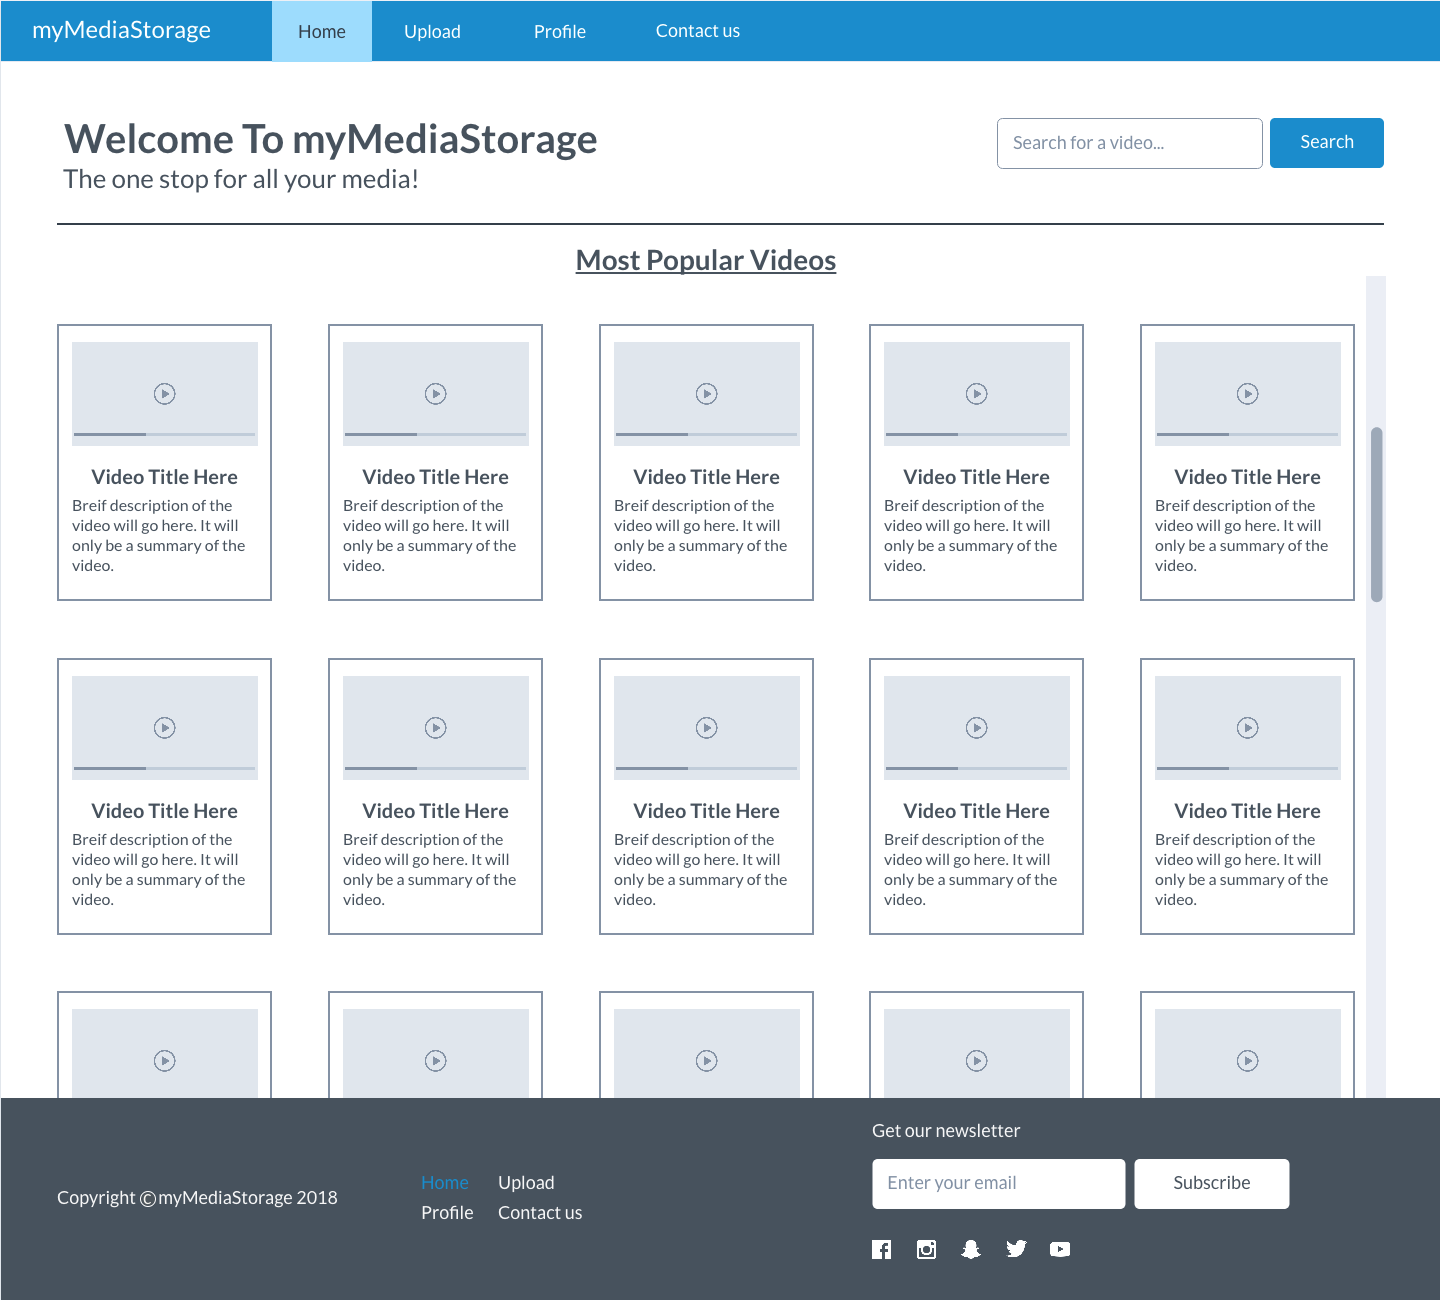 myMediaStorage Home Upload Profile Contact us
Welcome To myMediaStorage
The one stop for all your media!
Search for a video... Search
Most Popular Videos
Video Title Here
Breif description of the
video will go here. It will
only be a summary of the
video.
Video Title Here
Breif description of the
video will go here. It will
only be a summary of the
video.
Video Title Here
Breif description of the
video will go here. It will
only be a summary of the
video.
Video Title Here
Breif description of the
video will go here. It will
only be a summary of the
video.
Video Title Here
Breif description of the
video will go here. It will
only be a summary of the
video.
Video Title Here
Breif description of the
video will go here. It will
only be a summary of the
video.
Video Title Here
Breif description of the
video will go here. It will
only be a summary of the
video.
Video Title Here
Breif description of the
video will go here. It will
only be a summary of the
video.
Video Title Here
Breif description of the
video will go here. It will
only be a summary of the
video.
Video Title Here
Breif description of the
video will go here. It will
only be a summary of the
video.
Copyright ©myMediaStorage 2018
Home Upload
Profile Contact us
Get our newsletter
Enter your email Subscribe